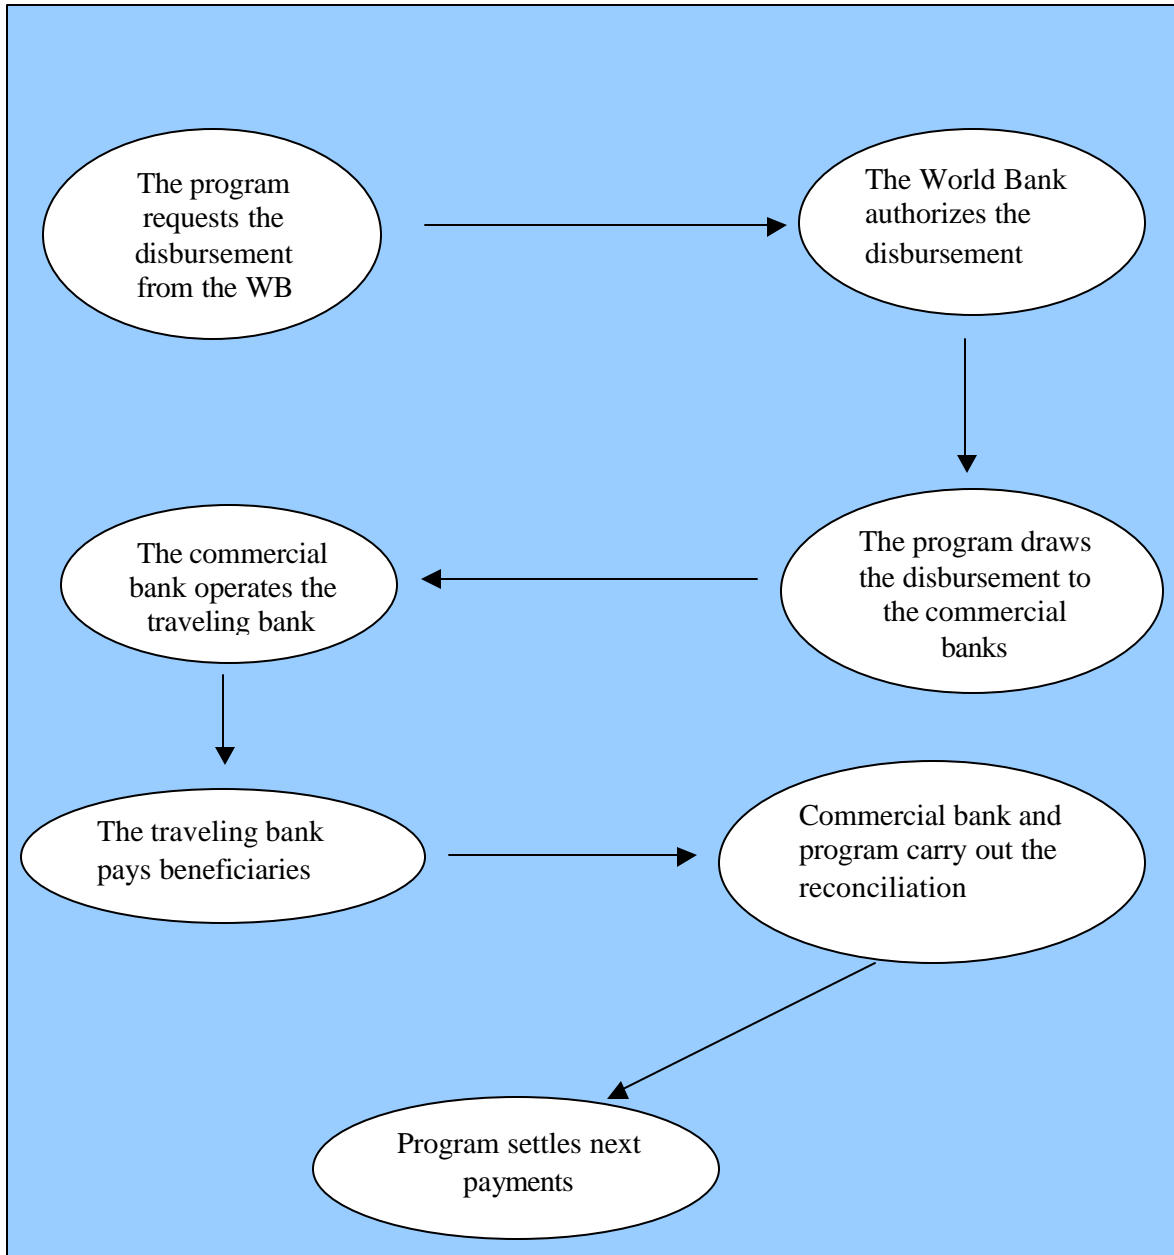 The program
requests the
disbursement
from the WB
The World Bank
authorizes the
disbursement
The program draws
the disbursement to
the commercial
banks
The commercial
bank operates the
traveling bank
The traveling bank
pays beneficiaries
Commercial bank and
program carry out the
reconciliation
Program settles next
payments